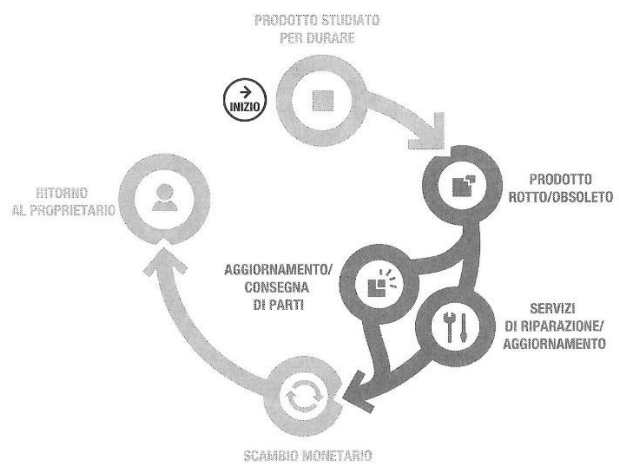 PRODOTTO STUDIATO
PER DURARE
INIZIO
PRODOTTO
ROTTO/OBSOLETO
RITORNO
AL PROPRIETARIO
AGGIORNAMENTO/
CONSEGNA
DI PARTI
SERVIZI
DI RIPARAZIONE/
AGGIORNAMENTO
SCAMBIO MONETARIO